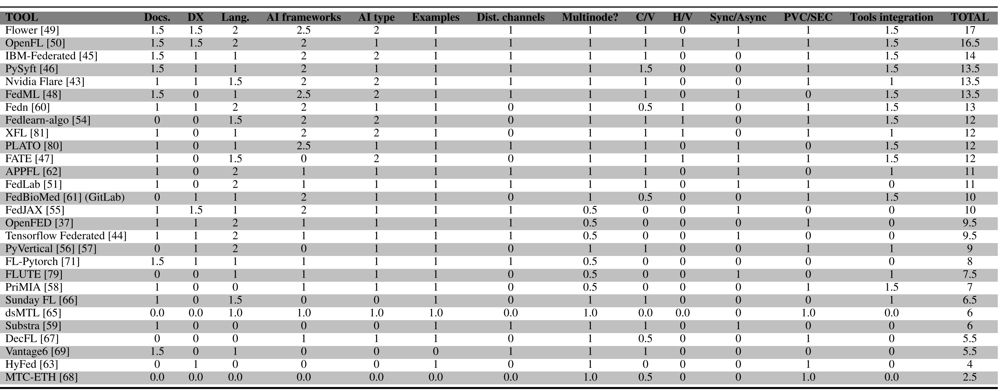 TOOL Docs. DX Lang. AI frameworks AI type Examples Dist. channels Multinode? C/V H/V Sync/Async PVC/SEC Tools integration TOTAL
Flower [49] 1.5 1.5 2 2.5 2 1 1 1 1 0 1 1 1.5 17
OpenFL [50] 1.5 1.5 2 2 1 1 1 1 1 1 1 1 1.5 16.5
IBM-Federated [45] 1.5 1 1 2 2 1 1 1 1 0 0 1 1.5 14
PySyft [46] 1.5 1 1 2 1 1 1 1 1.5 0 0 1 1.5 13.5
Nvidia Flare [43] 1 1 1.5 2 2 1 1 1 1 0 0 1 1 13.5
FedML [48] 1.5 0 1 2.5 2 1 1 1 1 0 1 0 1.5 13.5
Fedn [60] 1 1 2 2 1 1 0 1 0.5 1 0 1 1.5 13
Fedlearn-algo [54] 0 0 1.5 2 2 1 0 1 1 1 0 1 1.5 12
XFL [81] 1 0 1 2 2 1 0 1 1 1 0 1 1 12
PLATO [80] 1 0 1 2.5 1 1 1 1 1 0 1 0 1.5 12
FATE [47] 1 0 1.5 0 2 1 0 1 1 1 1 1 1.5 12
APPFL [62] 1 0 2 1 1 1 1 1 1 0 1 0 1 11
FedLab [51] 1 0 2 1 1 1 1 1 1 0 1 1 0 11
FedBioMed [61] (GitLab) 0 1 1 2 1 1 0 1 0.5 0 0 1 1.5 10
FedJAX [55] 1 1.5 1 2 1 1 1 0.5 0 0 1 0 0 10
OpenFED [37] 1 1 2 1 1 1 1 0.5 0 0 0 1 0 9.5
Tensorflow Federated [44] 1 1 2 1 1 1 1 0.5 0 0 1 0 0 9.5
PyVertical [56] [57] 0 1 2 0 1 1 0 1 1 0 0 1 1 9
FL-Pytorch [71] 1.5 1 1 1 1 1 1 0.5 0 0 0 0 0 8
FLUTE [79] 0 0 1 1 1 1 0 0.5 0 0 1 0 1 7.5
PriMIA [58] 1 0 0 1 1 1 0 0.5 0 0 0 1 1.5 7
Sunday FL [66] 1 0 1.5 0 0 1 0 1 1 0 0 0 1 6.5
dsMTL [65] 0.0 0.0 1.0 1.0 1.0 1.0 0.0 1.0 0.0 0.0 0 1.0 0.0 6
Substra [59] 1 0 0 0 0 1 1 1 1 0 1 0 0 6
DecFL [67] 0 0 0 1 1 1 0 1 0.5 0 0 1 0 5.5
Vantage6 [69] 1.5 0 1 0 0 0 1 1 1 0 0 0 0 5.5
HyFed [63] 0 1 0 0 0 1 0 1 0 0 0 1 0 4
MTC-ETH [68] 0.0 0.0 0.0 0.0 0.0 0.0 0.0 1.0 0.5 0 0 1.0 0.0 2.5